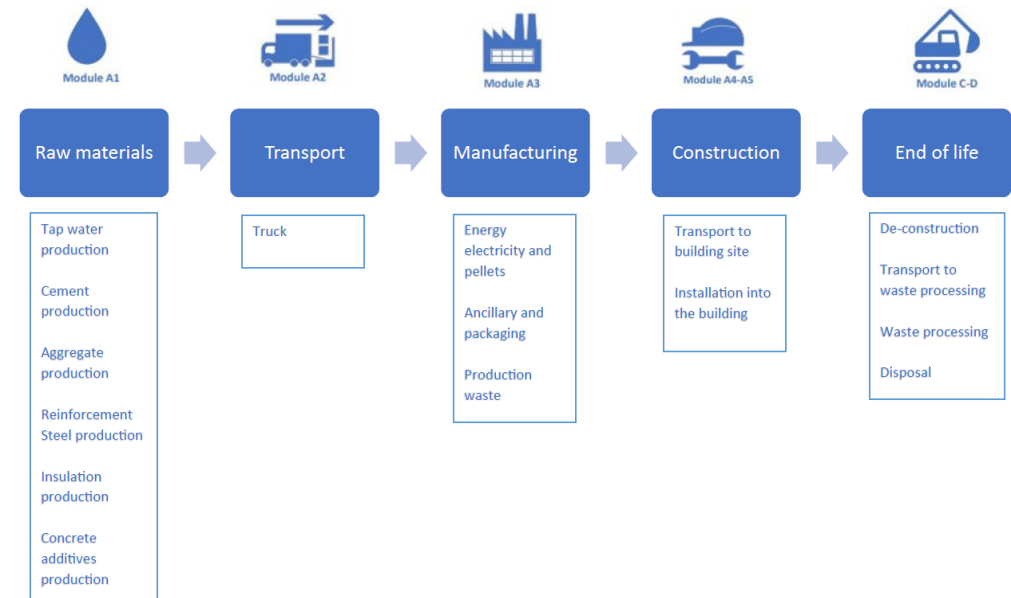 Module A1
Module A2
Module A3
Module A4-A5
Module C-D
Raw materials
Transport
Manufacturing
Construction
End of life
Tap water
production
Cement
production
Aggregate
production
Reinforcement
Steel production
Insulation
production
Concrete
additives
production
Truck
Energy
electricity and
pellets
Ancillary and
packaging
Production
waste
Transport to
building site
Installation into
the building
De-construction
Transport to
waste processing
Waste processing
Disposal